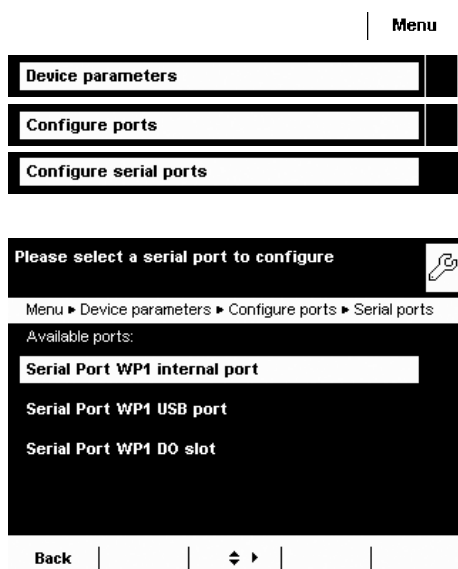 Menu
Device parameters
Configure ports
Configure serial ports
Please select a serial port to configure
Menu ▸ Device parameters ▸ Configure ports ▸ Serial ports
Available ports:
Serial Port WP1 internal port
Serial Port WP1 USB port
Serial Port WP1 DO slot
Back